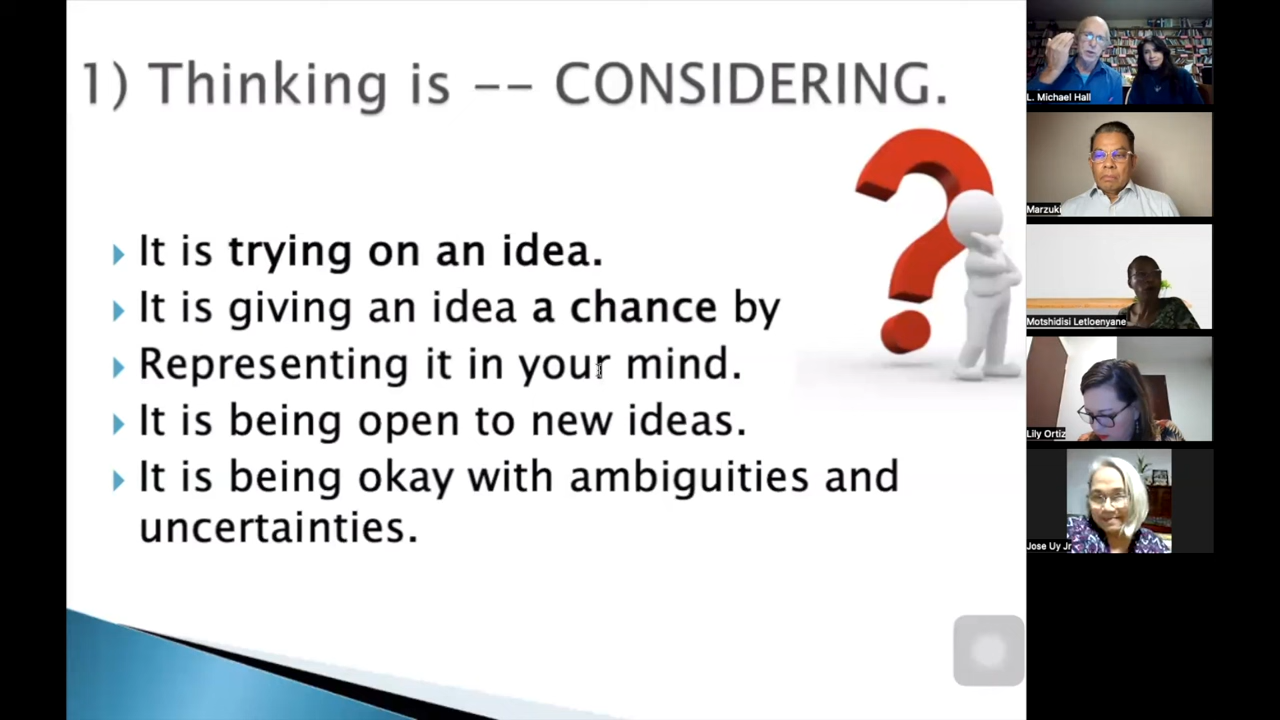 1) Thinking is -- CONSIDERING.
It is trying on an idea.
It is giving an idea a chance by
Representing it in your mind.
It is being open to new ideas.
It is being okay with ambiguities and
uncertainties.
L. Michael Hall
Marzuki
Motshidisi Letloenyane
Lily Ortiz
Jose Uy Jr